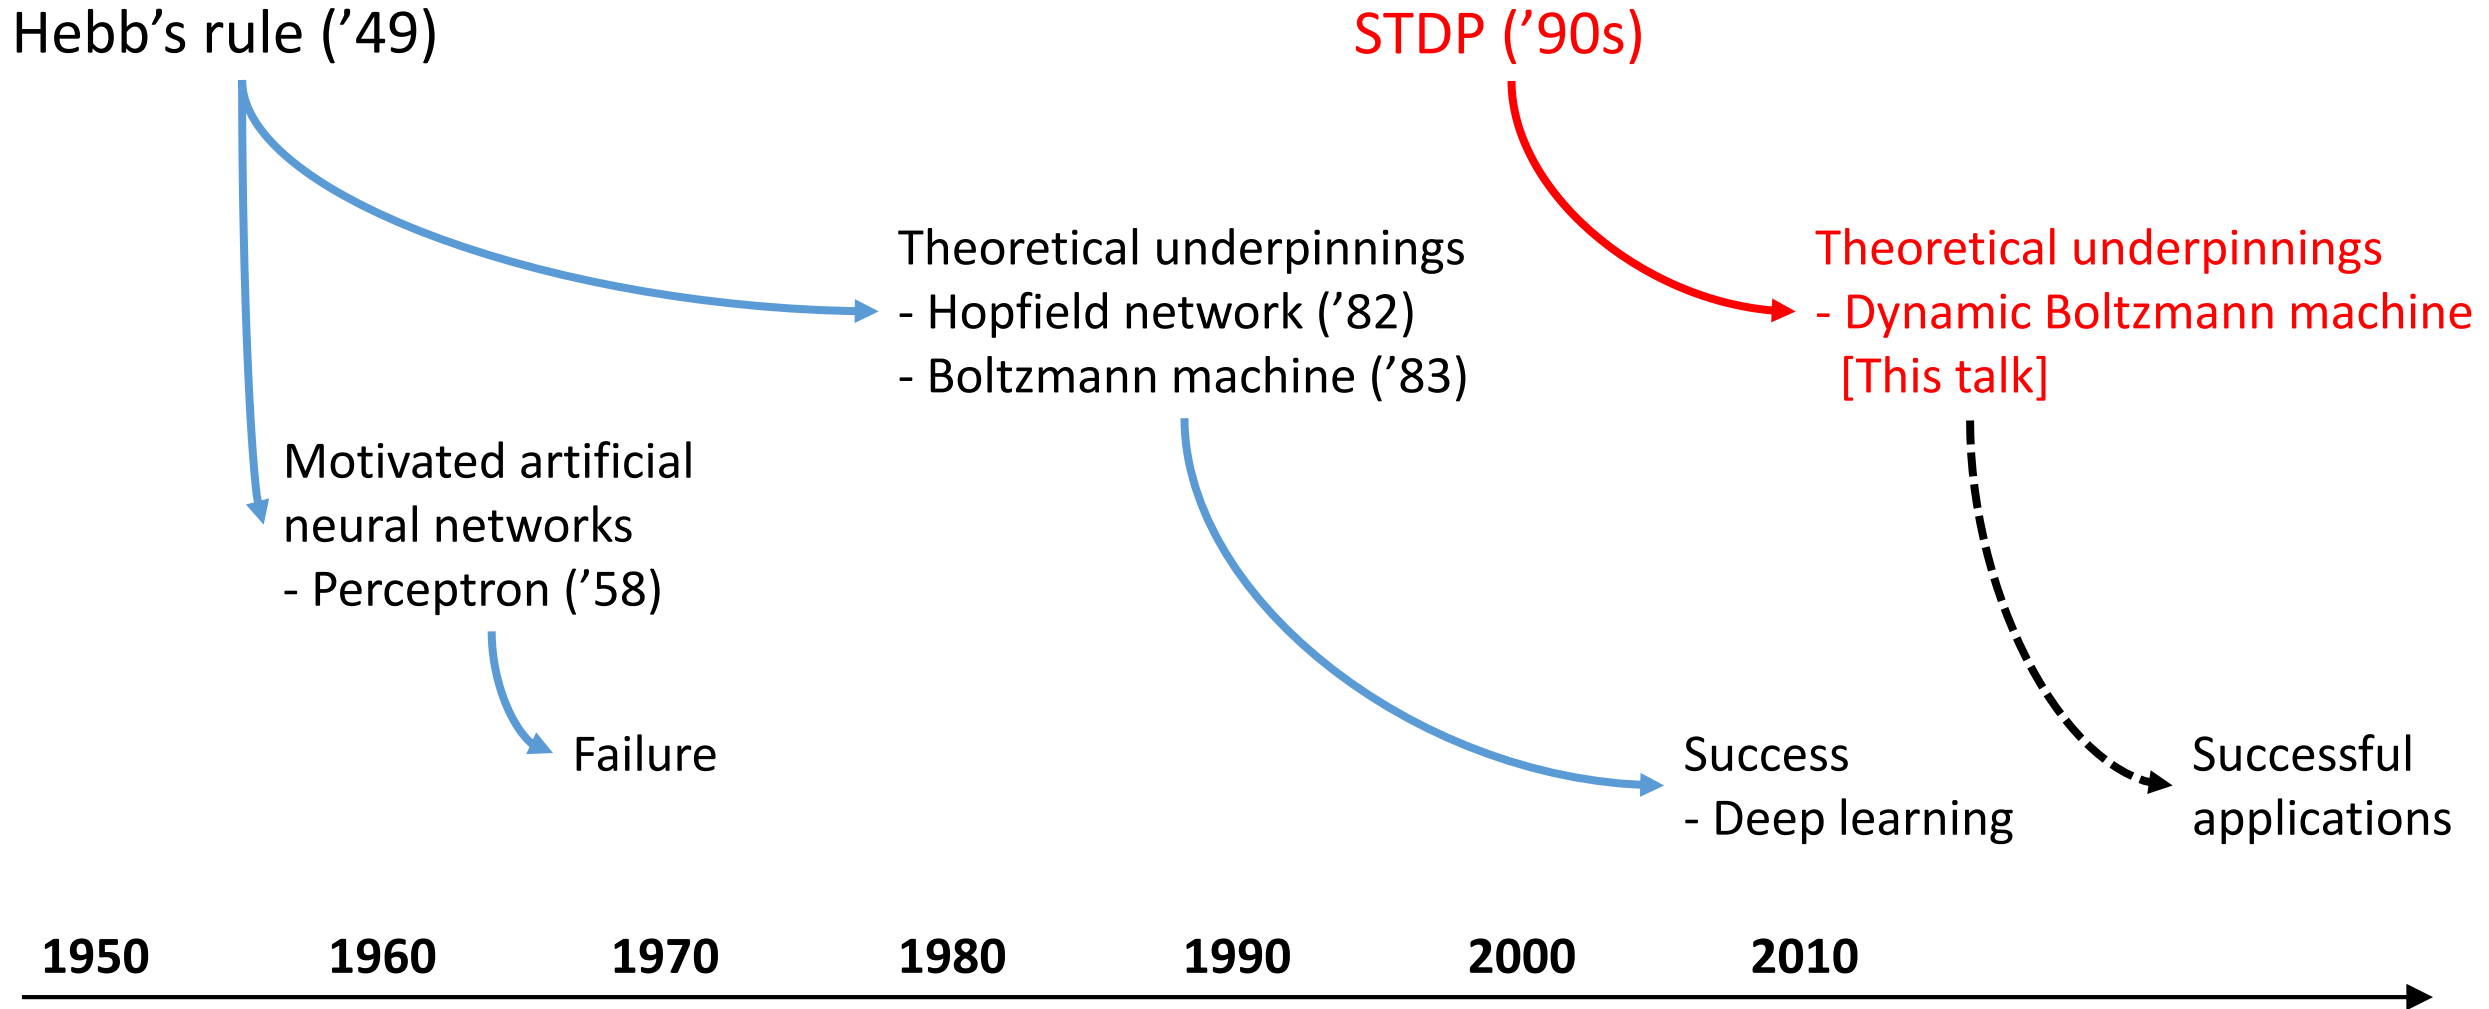 Hebb’s rule (’49)
STDP (’90s)
Theoretical underpinnings
- Hopfield network (’82)
- Boltzmann machine (’83)
Theoretical underpinnings
- Dynamic Boltzmann machine
[This talk]
Motivated artificial
neural networks
- Perceptron (’58)
Failure
Success
- Deep learning
Successful
applications
1950 1960 1970 1980 1990 2000 2010